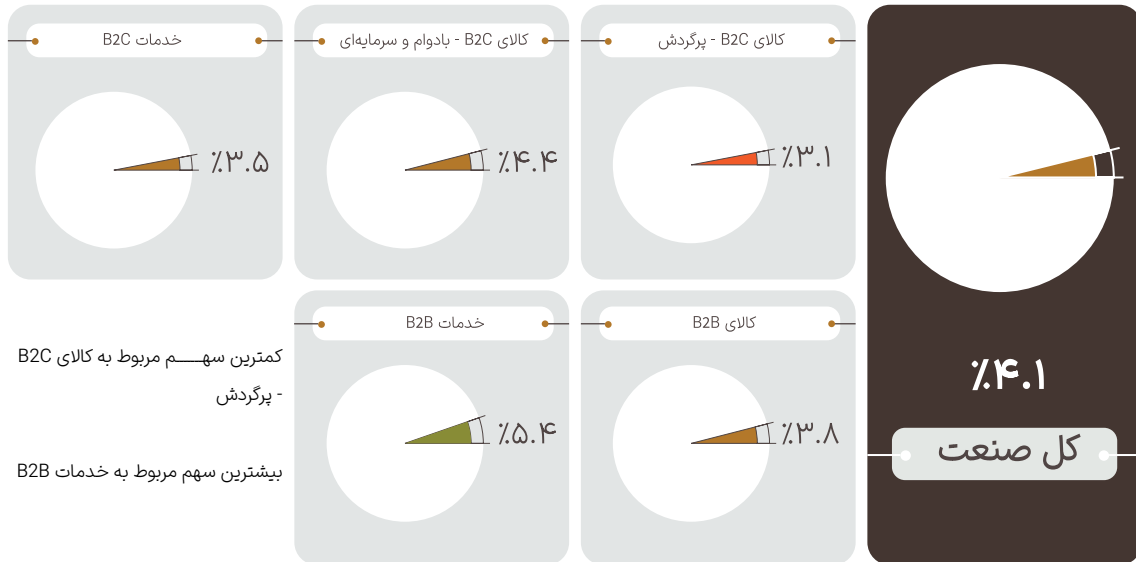 ٪۴.۱
کل صنعت
کالای B2C - پرگردش
٪۳.۱
کالای B2C - بادوام و سرمایه‌ای
٪۴.۴
خدمات B2C
٪۳.۵
کالای B2B
٪۳.۸
خدمات B2B
٪۵.۴
کمترین سهـــم مربوط به کالای B2C
- پرگردش
بیشترین سهم مربوط به خدمات B2B